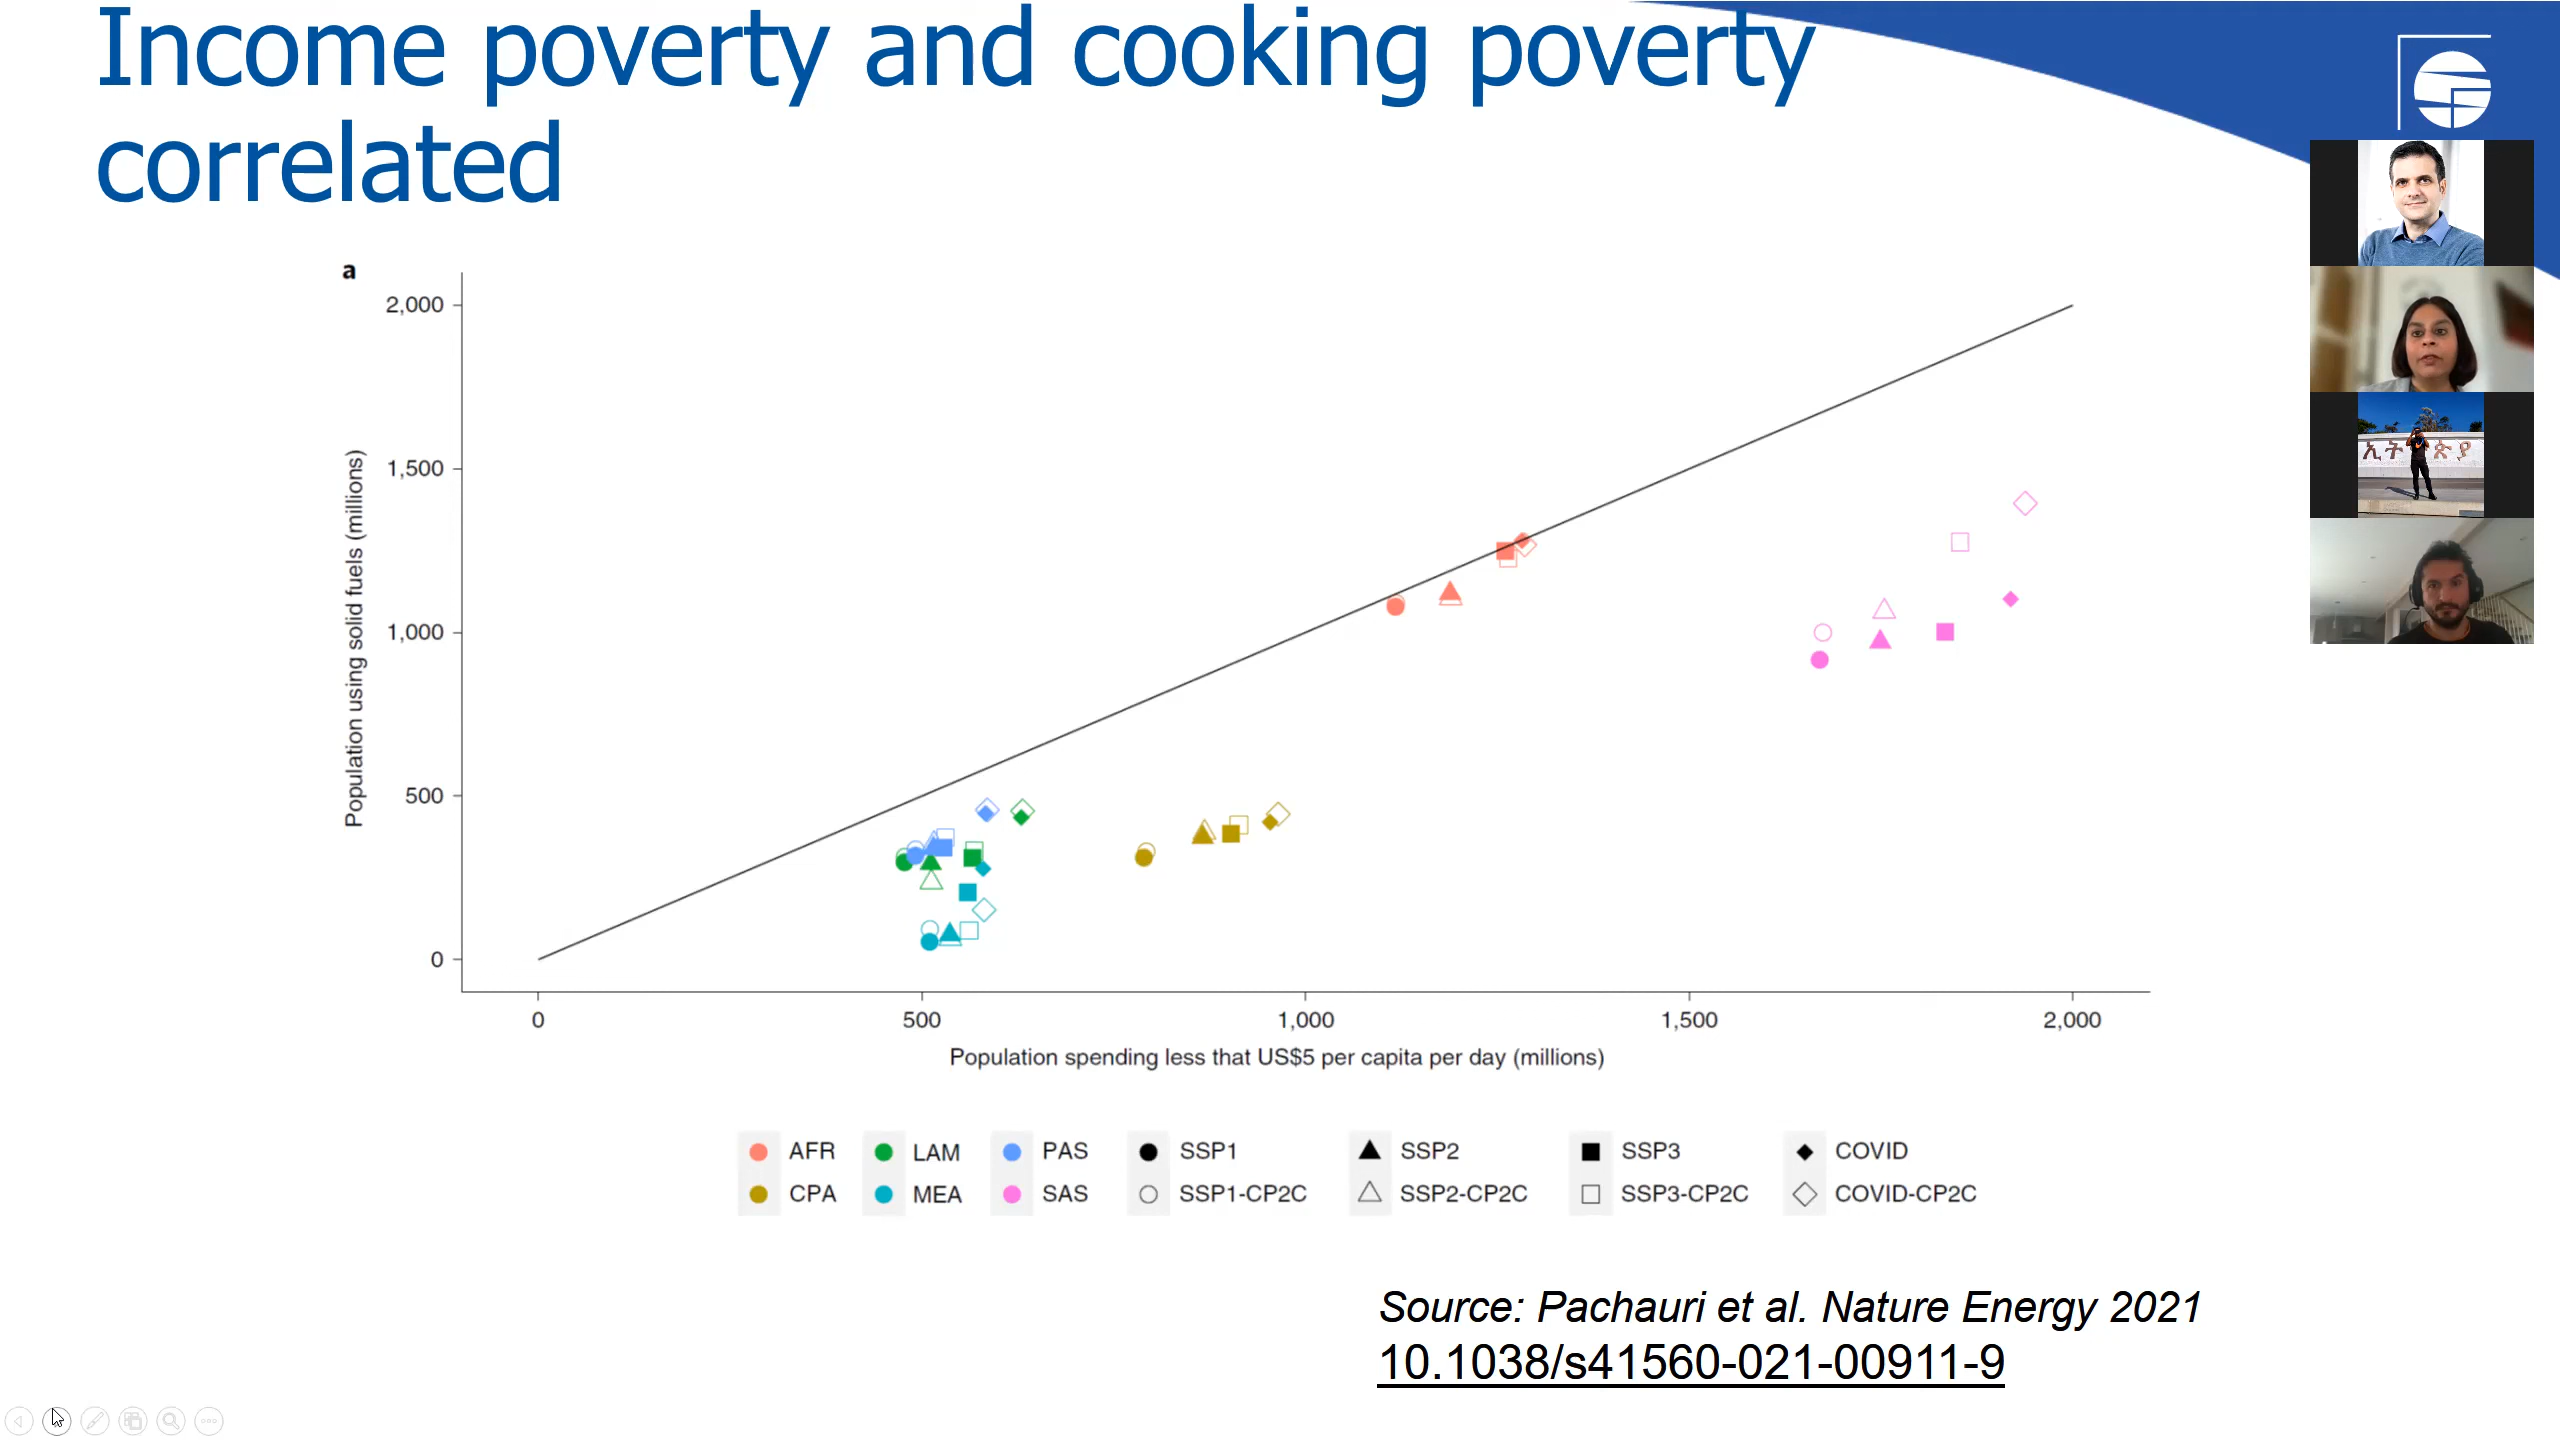 Income poverty and cooking poverty
correlated
a
Population using solid fuels (millions)
2,000
1,500
1,000
500
0
0 500 1,000 1,500 2,000
Population spending less that US$5 per capita per day (millions)
AFR LAM PAS SSP1 SSP2 SSP3 COVID
CPA MEA SAS SSP1-CP2C SSP2-CP2C SSP3-CP2C COVID-CP2C
Source: Pachauri et al. Nature Energy 2021
10.1038/s41560-021-00911-9